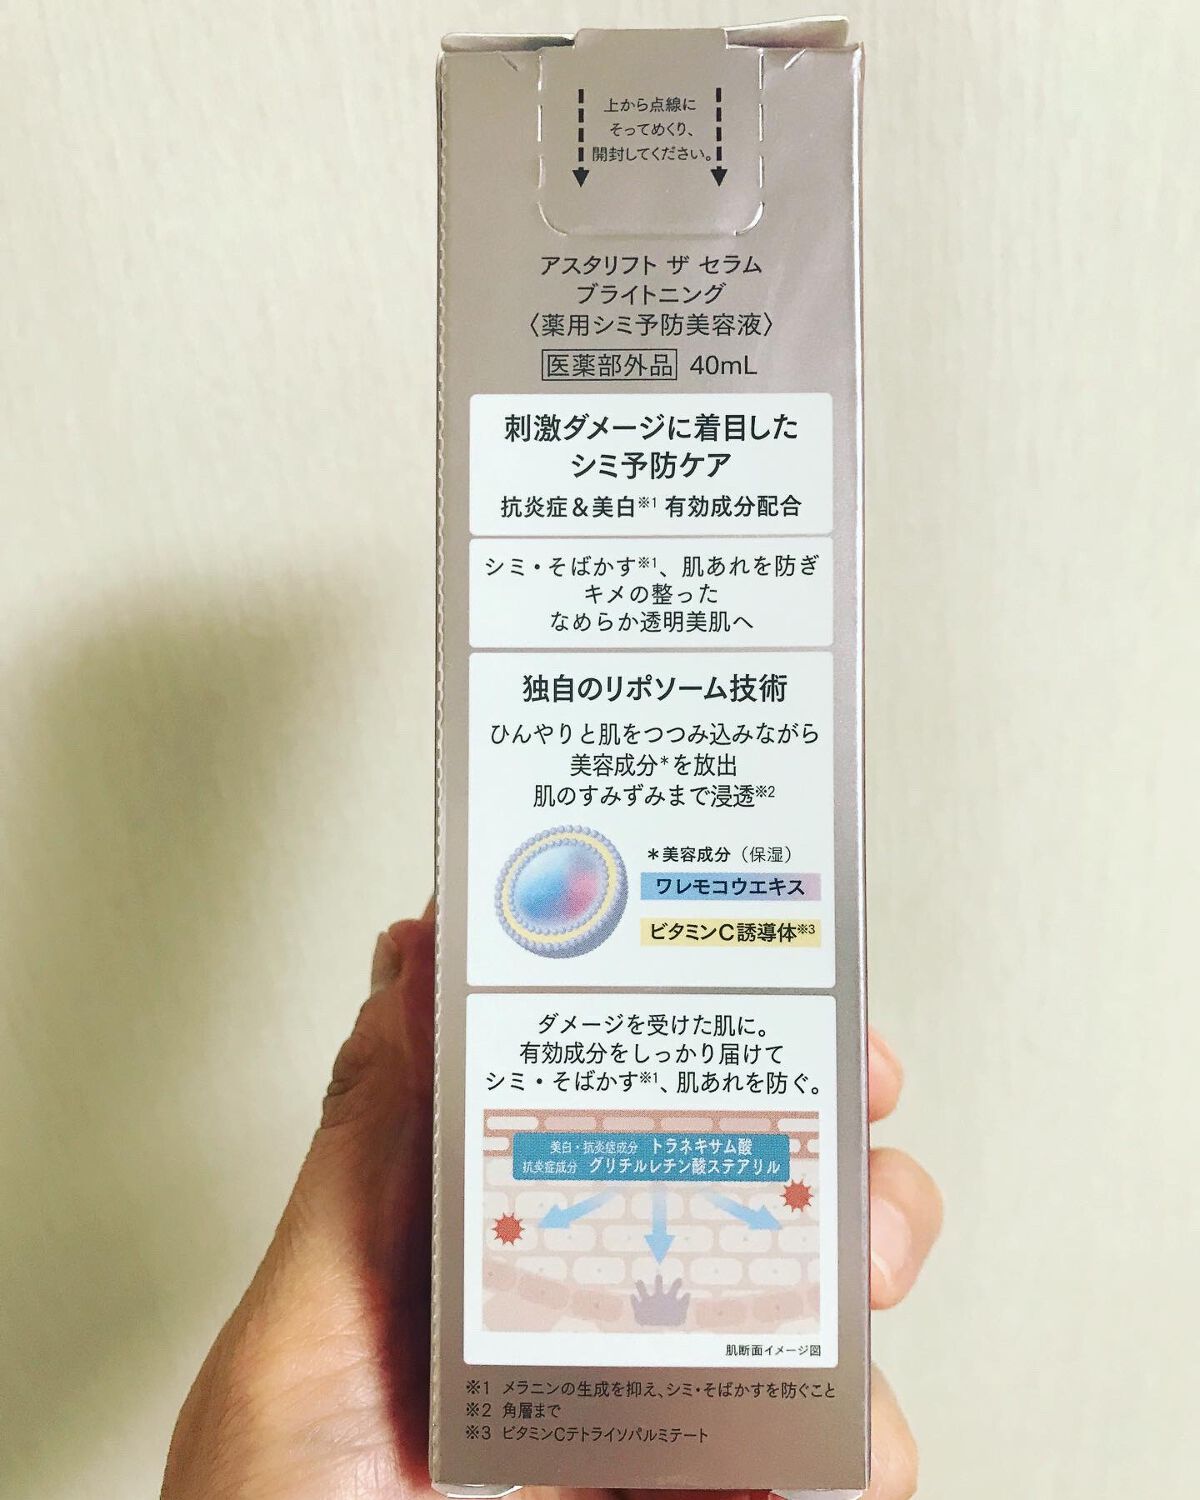 上から点線に
そってめくり、
開封してください。
アスタリフト ザ セラム
ブライトニング
〈薬用シミ予防美容液〉
医薬部外品 40mL
刺激ダメージに着目した
シミ予防ケア
抗炎症&美白※1 有効成分配合
シミ・そばかす※1、肌あれを防ぎ
キメの整った
なめらか透明美肌へ
独自のリポソーム技術
ひんやりと肌をつつみ込みながら
美容成分*を放出
肌のすみずみまで浸透※2
*美容成分（保湿）
ワレモコウエキス
ビタミンC誘導体※3
ダメージを受けた肌に。
有効成分をしっかり届けて
シミ・そばかす※1、肌あれを防ぐ。
美白・抗炎症成分 トラネキサム酸
抗炎症成分 グリチルレチン酸ステアリル
肌断面イメージ図
※1 メラニンの生成を抑え、シミ・そばかすを防ぐこと
※2 角層まで
※3 ビタミンCテトライソパルミテート